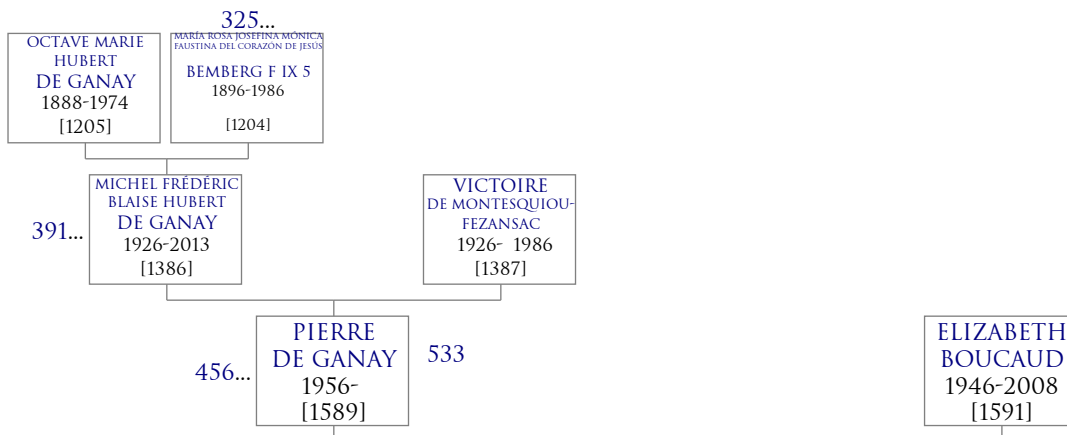 325...
OCTAVE MARIE
HUBERT
DE GANAY
1888-1974
[1205]
MARÍA ROSA JOSEFINA MÓNICA
FAUSTINA DEL CORAZÓN DE JESÚS
BEMBERG F IX 5
1896-1986
[1204]
391...
MICHEL FRÉDÉRIC
BLAISE HUBERT
DE GANAY
1926-2013
[1386]
VICTOIRE
DE MONTESQUIOU-
FEZANSAC
1926- 1986
[1387]
456...
PIERRE
DE GANAY
1956-
[1589]
533
ELIZABETH
BOUCAUD
1946-2008
[1591]